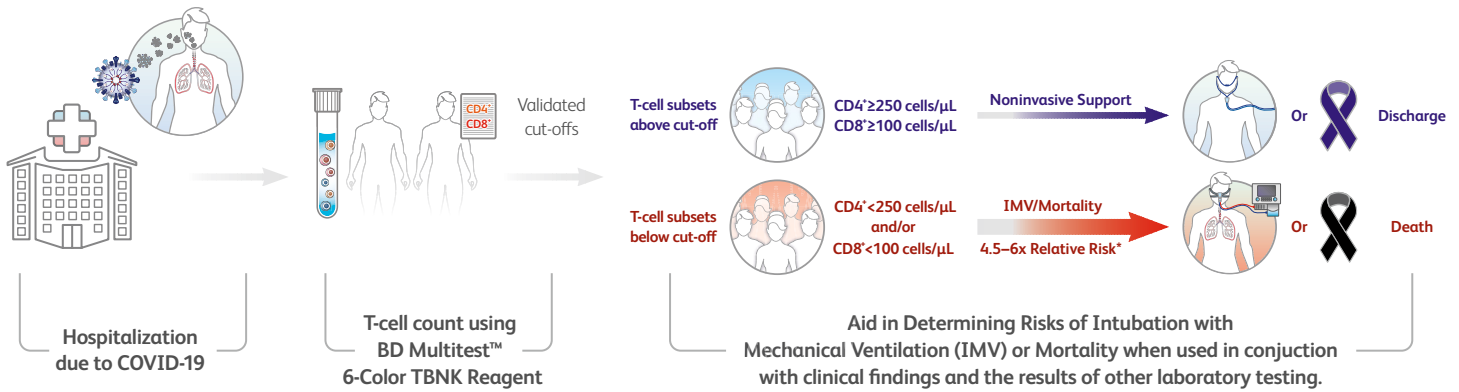 CD4⁺
CD8⁺
Validated
cut-offs
T-cell subsets
above cut-off
CD4⁺≥250 cells/μL
CD8⁺≥100 cells/μL
Noninvasive Support
Or
Discharge
T-cell subsets
below cut-off
CD4⁺<250 cells/μL
and/or
CD8⁺<100 cells/μL
IMV/Mortality
4.5–6x Relative Risk*
Or
Death
Hospitalization
due to COVID-19
T-cell count using
BD Multitest™
6-Color TBNK Reagent
Aid in Determining Risks of Intubation with
Mechanical Ventilation (IMV) or Mortality when used in conjuction
with clinical findings and the results of other laboratory testing.